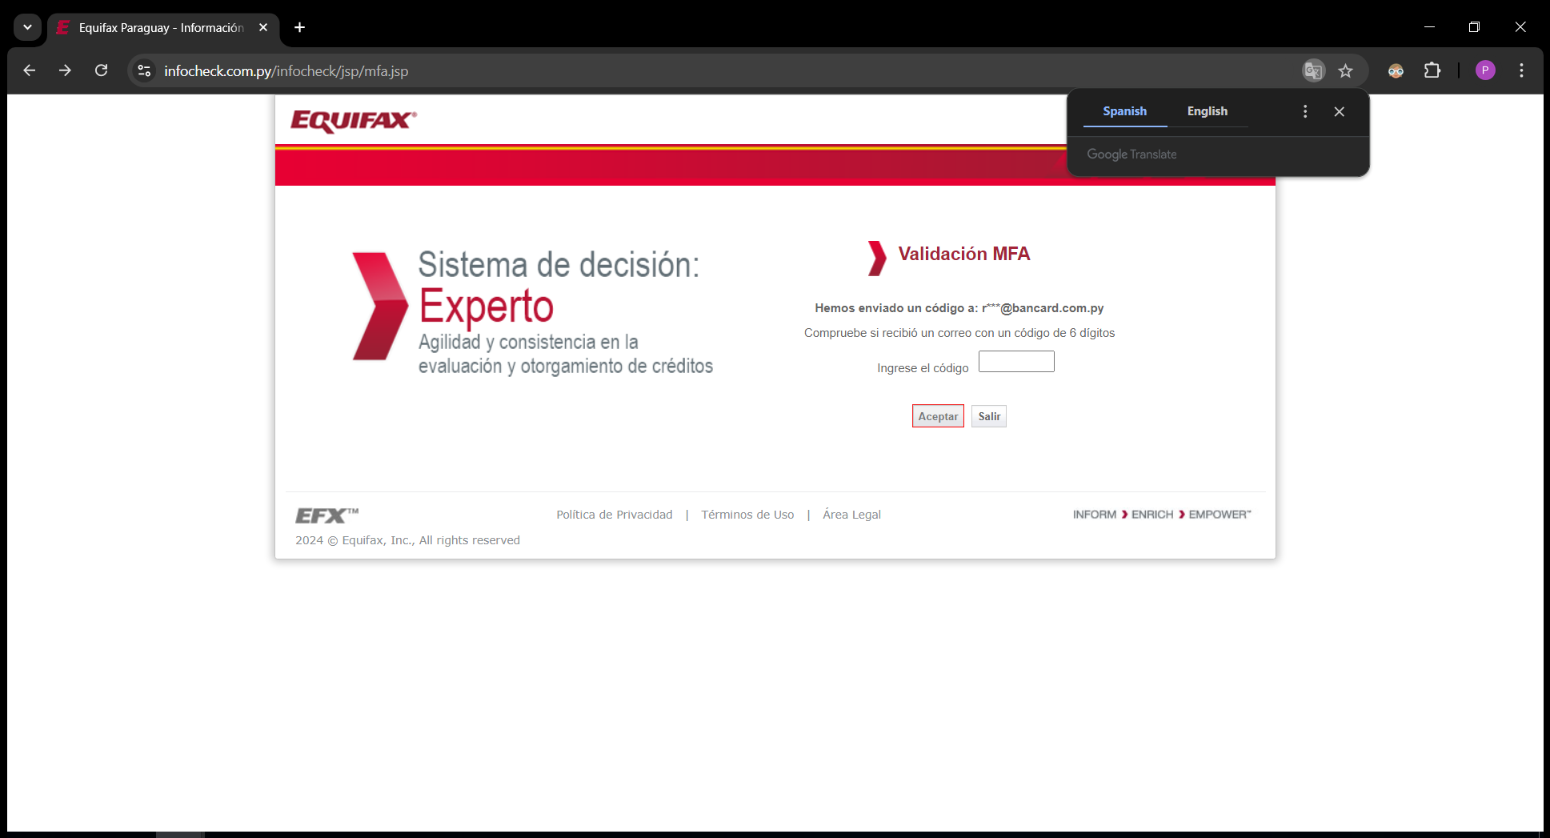 Equifax Paraguay - Información
infocheck.com.py/infocheck/jsp/mfa.jsp
P
Spanish English
Google Translate
EQUIFAX®
Sistema de decisión:
Experto
Agilidad y consistencia en la
evaluación y otorgamiento de créditos
Validación MFA
Hemos enviado un código a: r***@bancard.com.py
Compruebe si recibió un correo con un código de 6 dígitos
Ingrese el código
Aceptar Salir
EFX™
Política de Privacidad | Términos de Uso | Área Legal
INFORM ❯ ENRICH ❯ EMPOWER™
2024 © Equifax, Inc., All rights reserved